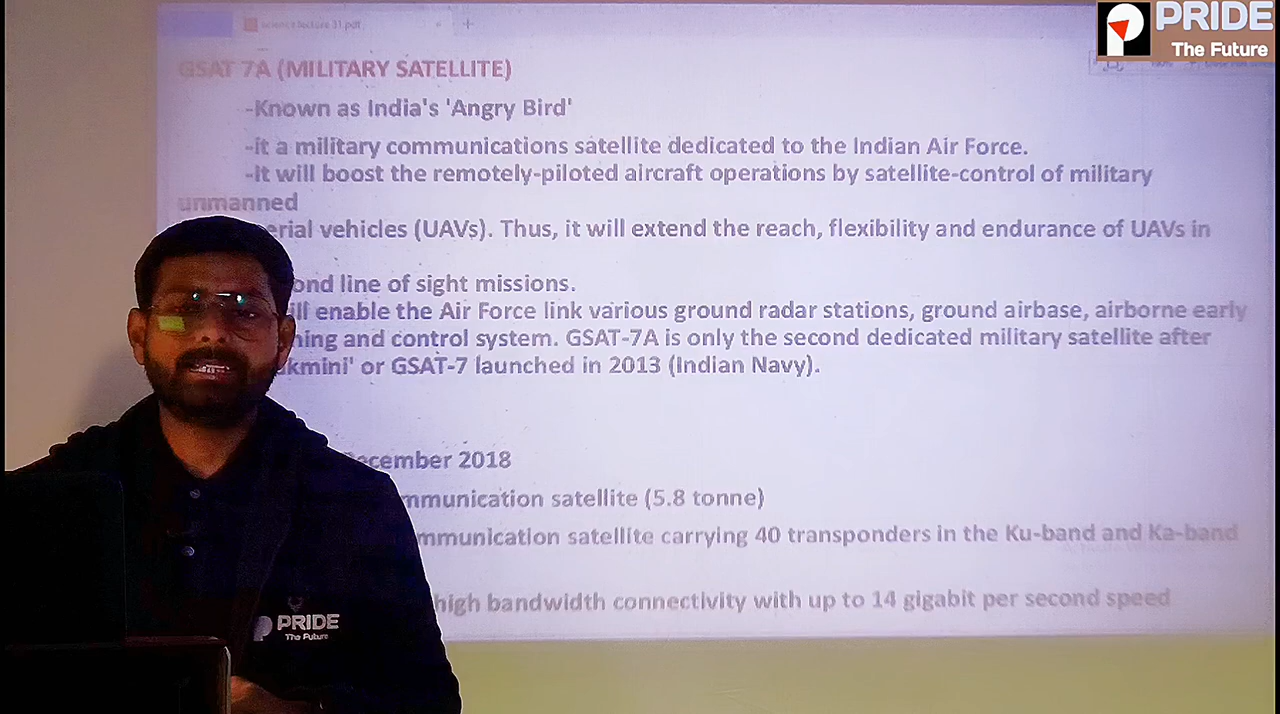 science lecture 31.pdf
PRIDE
The Future
GSAT 7A (MILITARY SATELLITE)
-Known as India's 'Angry Bird'
-it a military communications satellite dedicated to the Indian Air Force.
-It will boost the remotely-piloted aircraft operations by satellite-control of military
unmanned
erial vehicles (UAVs). Thus, it will extend the reach, flexibility and endurance of UAVs in
ond line of sight missions.
ill enable the Air Force link various ground radar stations, ground airbase, airborne early
ning and control system. GSAT-7A is only the second dedicated military satellite after
ukmini' or GSAT-7 launched in 2013 (Indian Navy).
ecember 2018
mmunication satellite (5.8 tonne)
mmunication satellite carrying 40 transponders in the Ku-band and Ka-band
high bandwidth connectivity with up to 14 gigabit per second speed
PRIDE
The Future